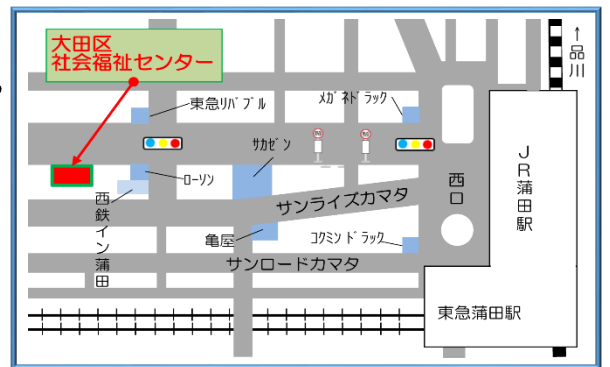 大田区
社会福祉センター
↑品川
東急リバブル
メガネドラック
サカゼン
ローソン
西鉄イン蒲田
サンライズカマタ
西口
JR蒲田駅
亀屋
コクミンドラック
サンロードカマタ
東急蒲田駅